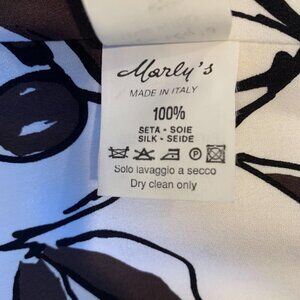 Marly's
MADE IN ITALY
100%
SETA - SOIE
SILK - SEIDE
Solo lavaggio a secco
Dry clean only